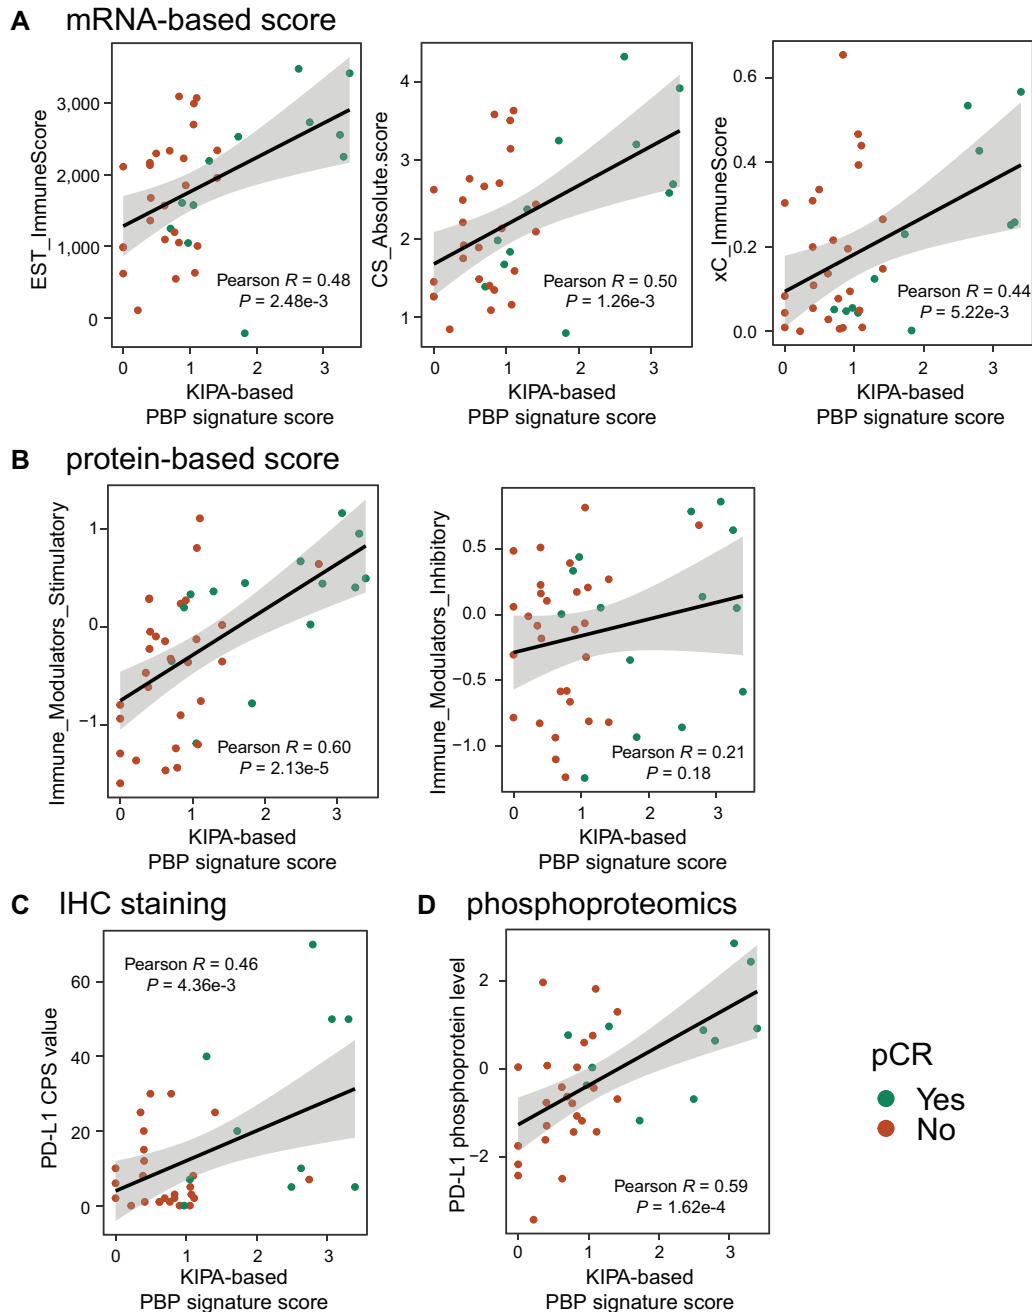 A mRNA-based score
EST_ImmuneScore
3,000
2,000
1,000
0
Pearson R = 0.48
P = 2.48e-3
0 1 2 3
KIPA-based
PBP signature score
CS_Absolute.score
4
3
2
1
Pearson R = 0.50
P = 1.26e-3
0 1 2 3
KIPA-based
PBP signature score
xC_ImmuneScore
0.6
0.4
0.2
0.0
Pearson R = 0.44
P = 5.22e-3
0 1 2 3
KIPA-based
PBP signature score
B protein-based score
Immune_Modulators_Stimulatory
1
0
−1
Pearson R = 0.60
P = 2.13e-5
0 1 2 3
KIPA-based
PBP signature score
Immune_Modulators_Inhibitory
0.5
0.0
−0.5
−1.0
Pearson R = 0.21
P = 0.18
0 1 2 3
KIPA-based
PBP signature score
C IHC staining
PD-L1 CPS value
60
40
20
0
Pearson R = 0.46
P = 4.36e-3
0 1 2 3
KIPA-based
PBP signature score
D phosphoproteomics
PD-L1 phosphoprotein level
2
0
−2
Pearson R = 0.59
P = 1.62e-4
0 1 2 3
KIPA-based
PBP signature score
pCR
Yes
No